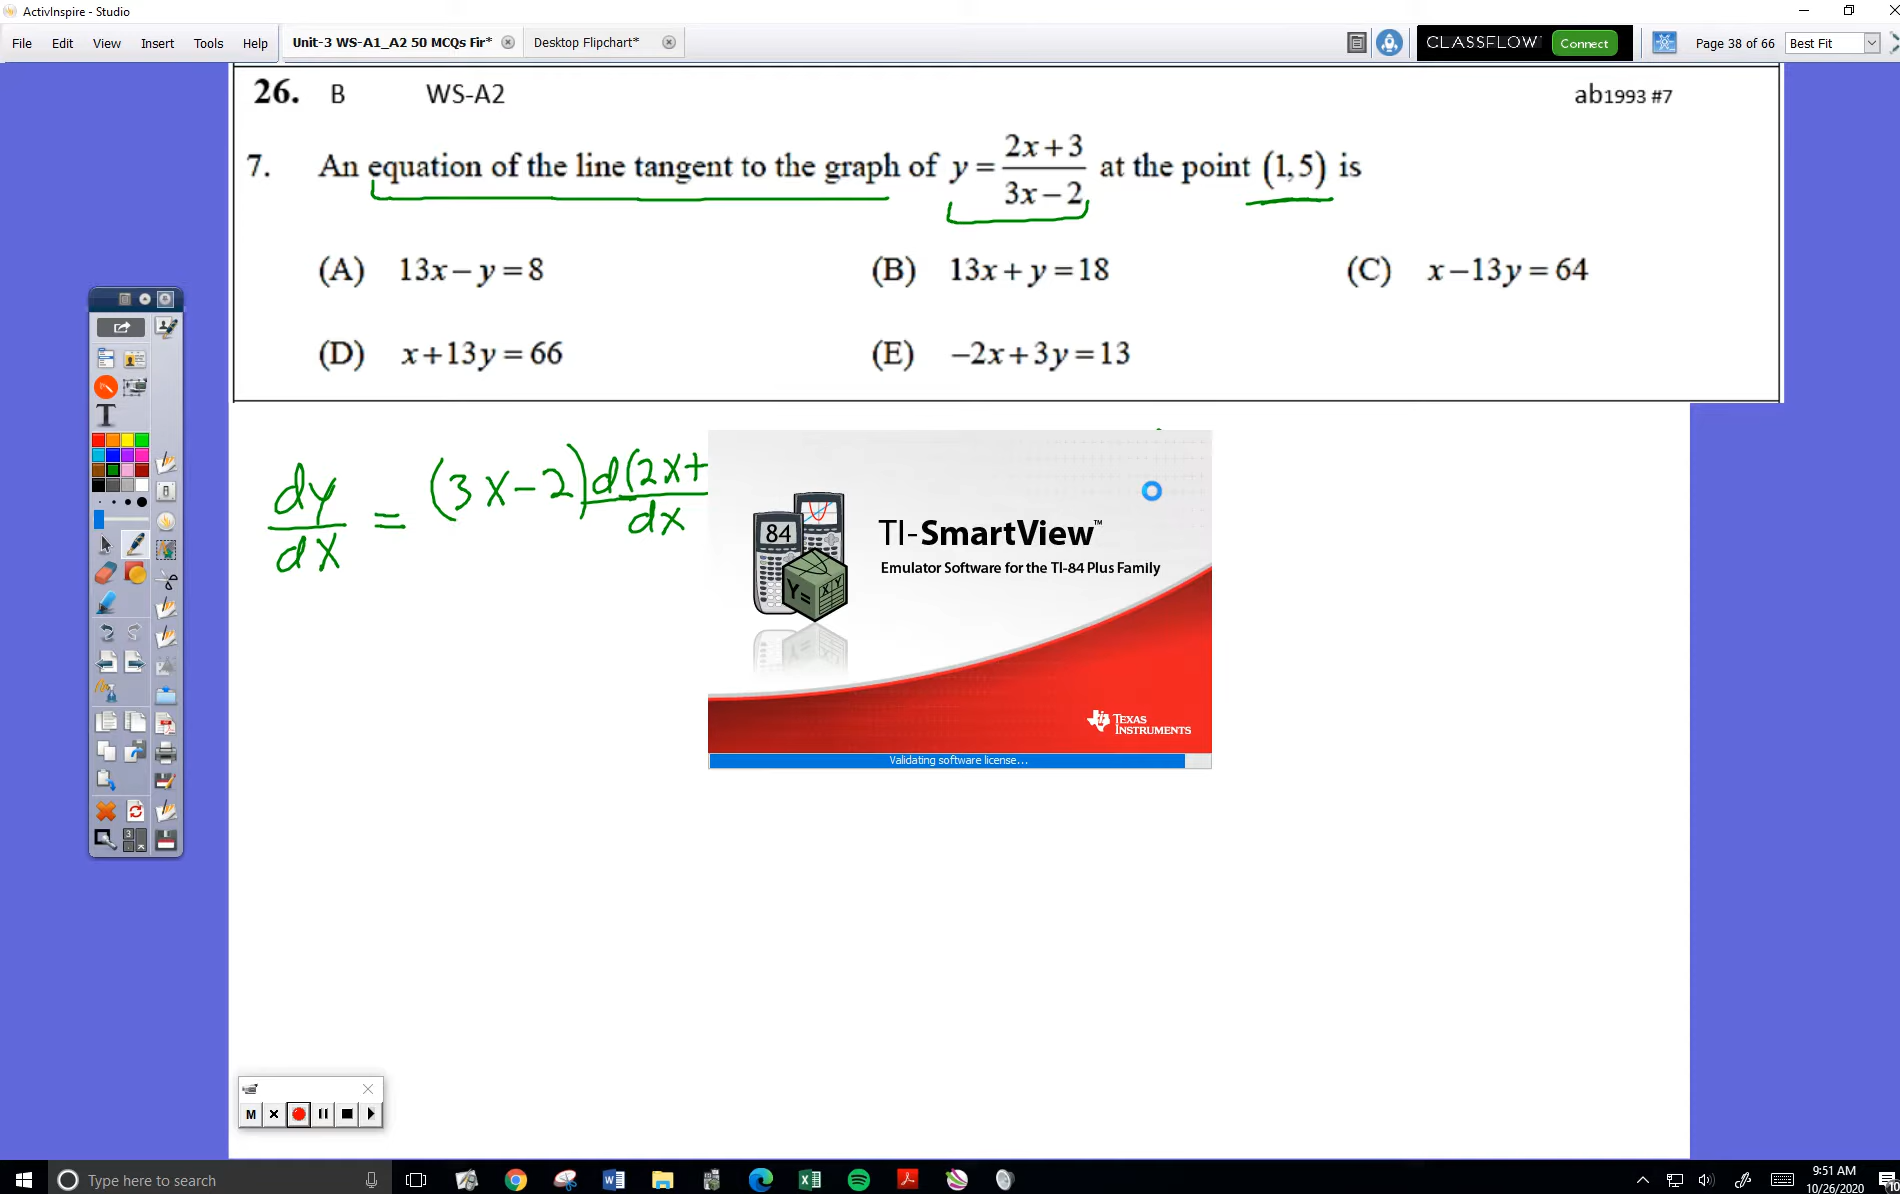 ActivInspire - Studio
File Edit View Insert Tools Help
Unit-3 WS-A1_A2 50 MCQs Fir* Desktop Flipchart*
CLASSFLOW Connect
Page 38 of 66 Best Fit
26. B WS-A2 ab1993 #7
7. An equation of the line tangent to the graph of y = (2x+3)/(3x−2) at the point (1,5) is
(A) 13x − y = 8 (B) 13x + y = 18 (C) x − 13y = 64
(D) x + 13y = 66 (E) −2x + 3y = 13
dy/dx = (3x−2) d(2x+/dx
84
Y=
TI-SmartView™
Emulator Software for the TI-84 Plus Family
TEXAS
INSTRUMENTS
Validating software license...
T
3
M
Type here to search
9:51 AM
10/26/2020